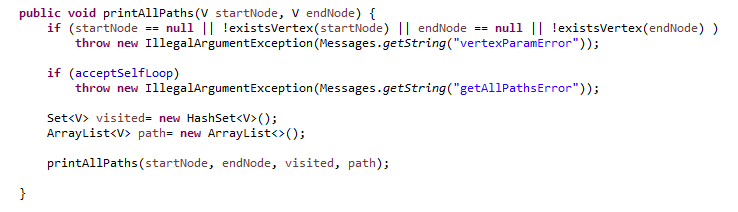 public void printAllPaths(V startNode, V endNode) {
    if (startNode == null || !existsVertex(startNode) || endNode == null || !existsVertex(endNode) )
        throw new IllegalArgumentException(Messages.getString("vertexParamError"));

    if (acceptSelfLoop)
        throw new IllegalArgumentException(Messages.getString("getAllPathsError"));

    Set<V> visited= new HashSet<V>();
    ArrayList<V> path= new ArrayList<>();

    printAllPaths(startNode, endNode, visited, path);

}